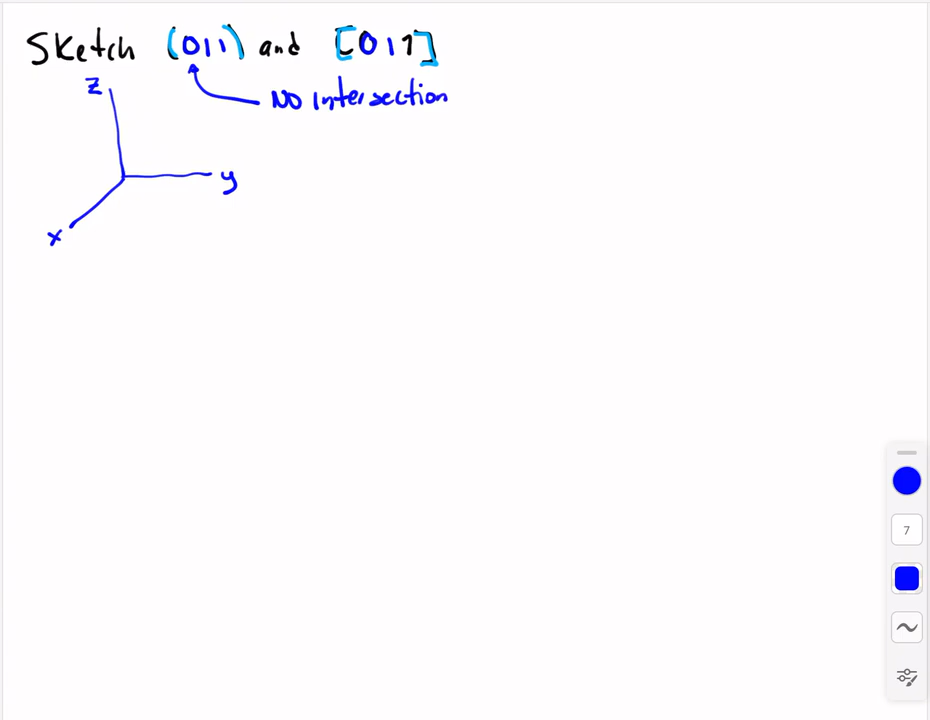 Sketch (011) and [011]
No intersection
z
y
x
7